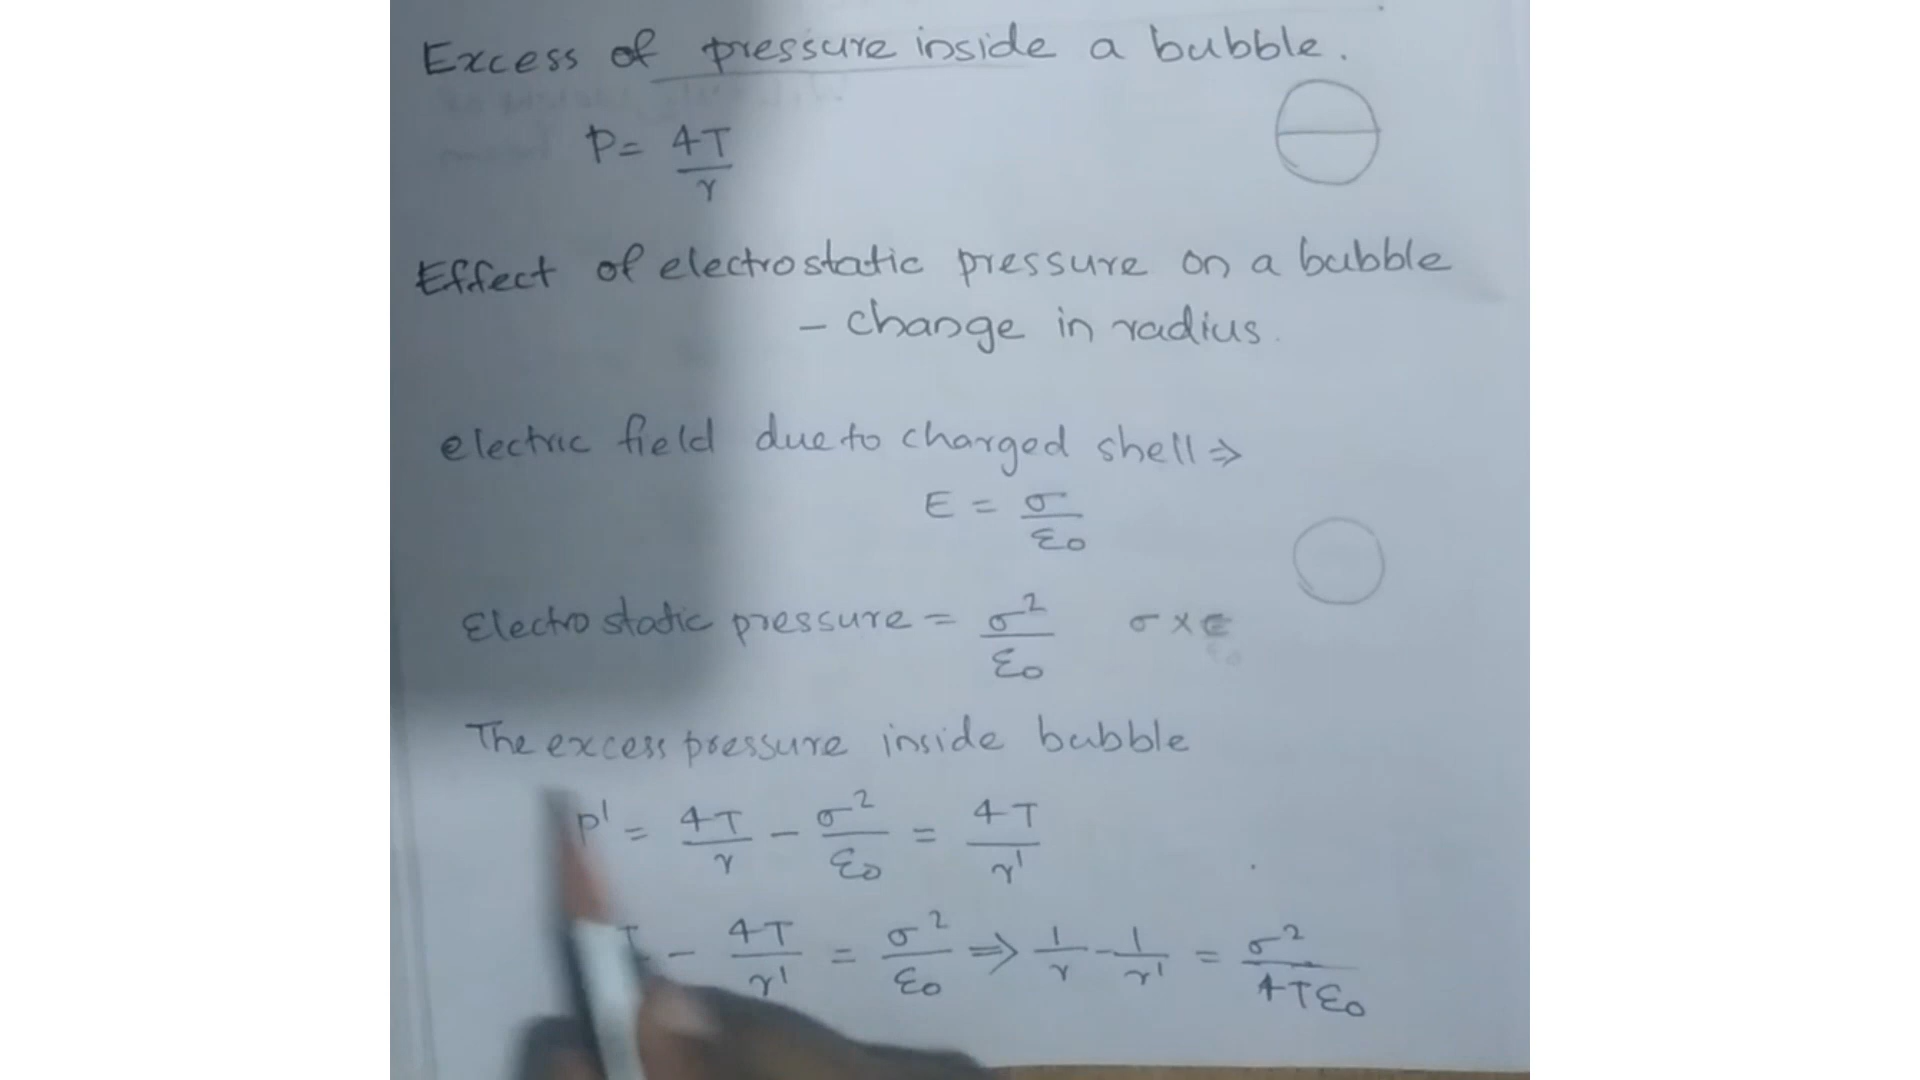 Excess of pressure inside a bubble.
P = 4T/r
Effect of electrostatic pressure on a bubble
- change in radius.
electric field due to charged shell ⇒
E = σ/ε₀
Electrostatic pressure = σ²/ε₀ σ × E
The excess pressure inside bubble
P' = 4T/r - σ²/ε₀ = 4T/r'
- 4T/r' = σ²/ε₀ ⇒ 1/r - 1/r' = σ²/4Tε₀